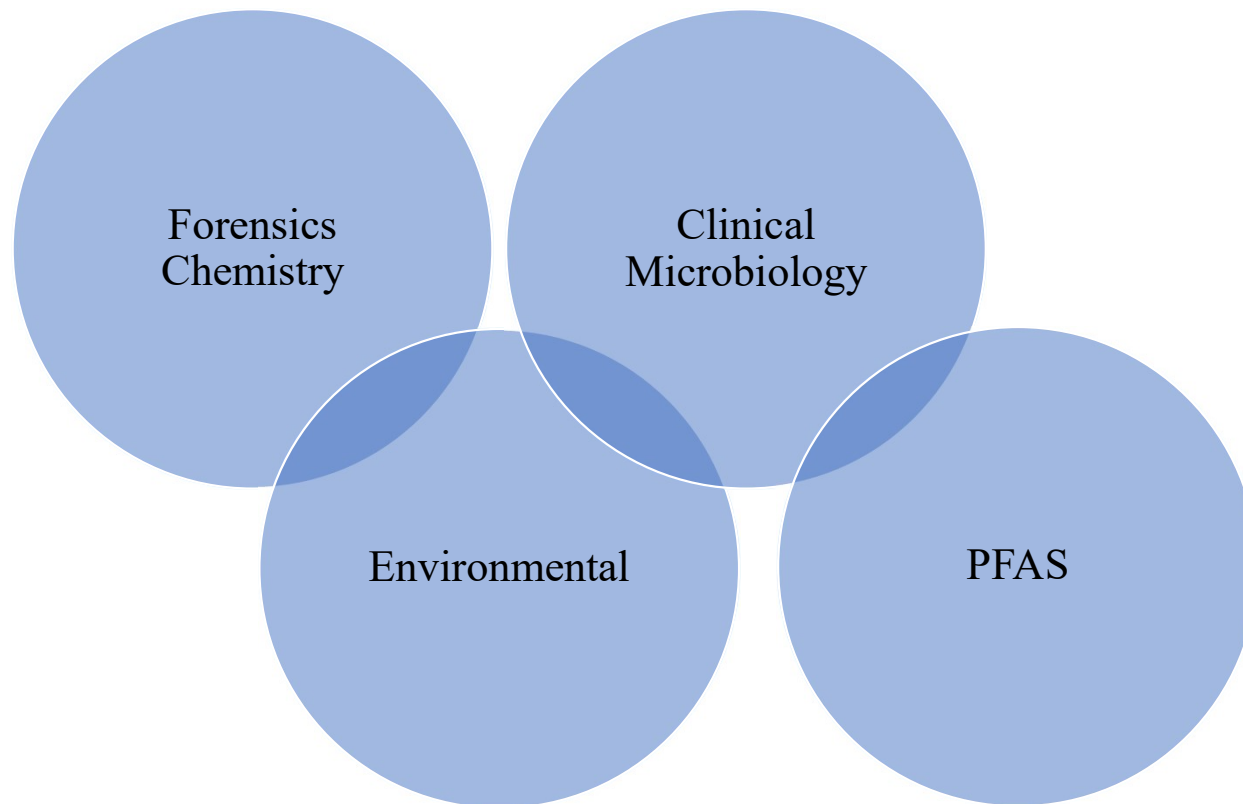 Forensics
Chemistry
Clinical
Microbiology
Environmental
PFAS